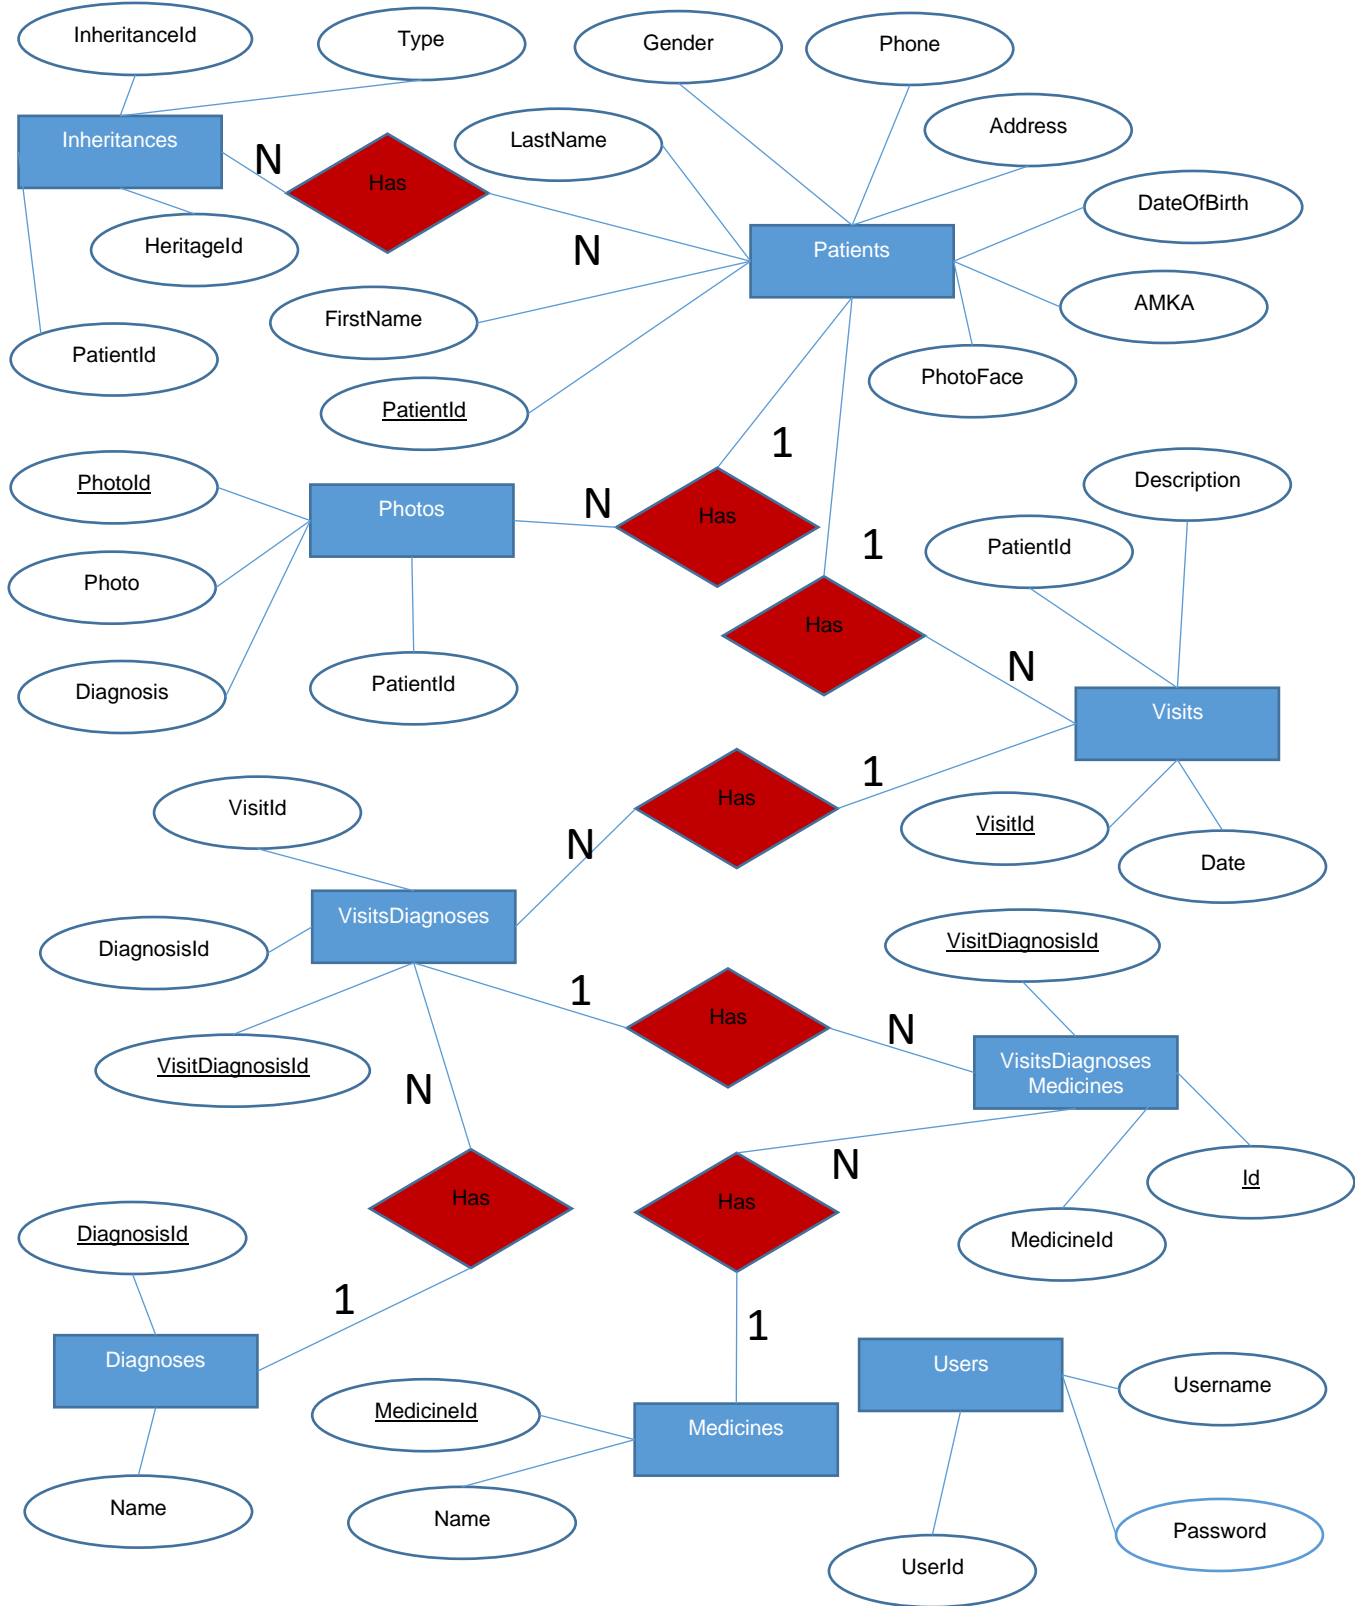 InheritanceId
Type
Gender
Phone
Inheritances
N
Has
LastName
Address
HeritageId
N
Patients
DateOfBirth
FirstName
AMKA
PatientId
PatientId
PhotoFace
1
PhotoId
Photos
N
Has
Description
1
PatientId
Photo
Has
Diagnosis
PatientId
N
Visits
VisitId
Has
1
N
VisitId
Date
VisitsDiagnoses
DiagnosisId
VisitDiagnosisId
1
Has
N
VisitDiagnosisId
N
VisitsDiagnoses
Medicines
Has
Has
N
Id
DiagnosisId
MedicineId
1
1
Diagnoses
Users
Username
MedicineId
Medicines
Name
Name
Password
UserId